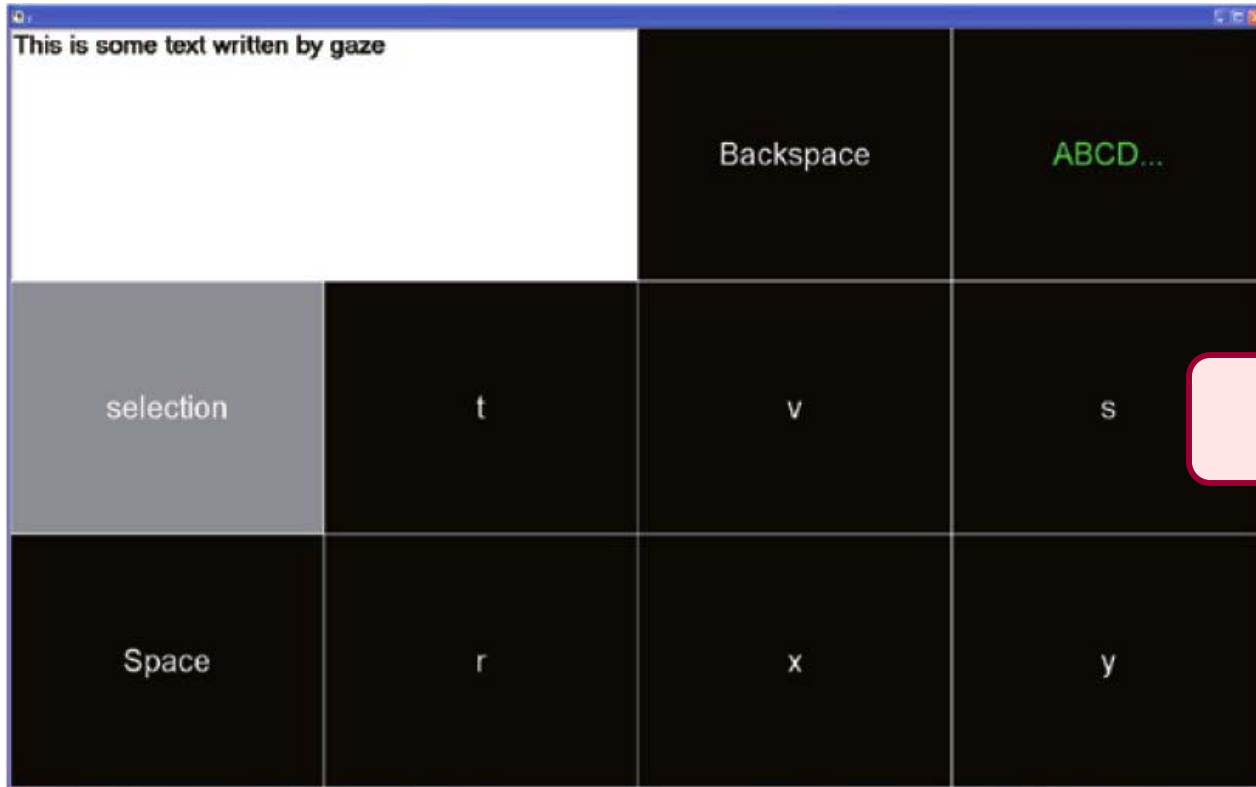 This is some text written by gaze
Backspace ABCD...
selection t v s
Space r x y